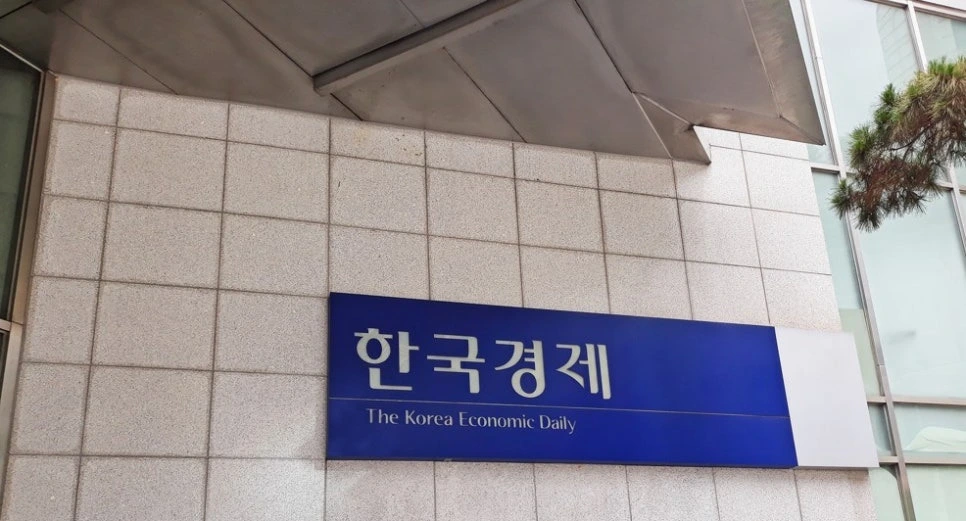 한국경제
The Korea Economic Daily